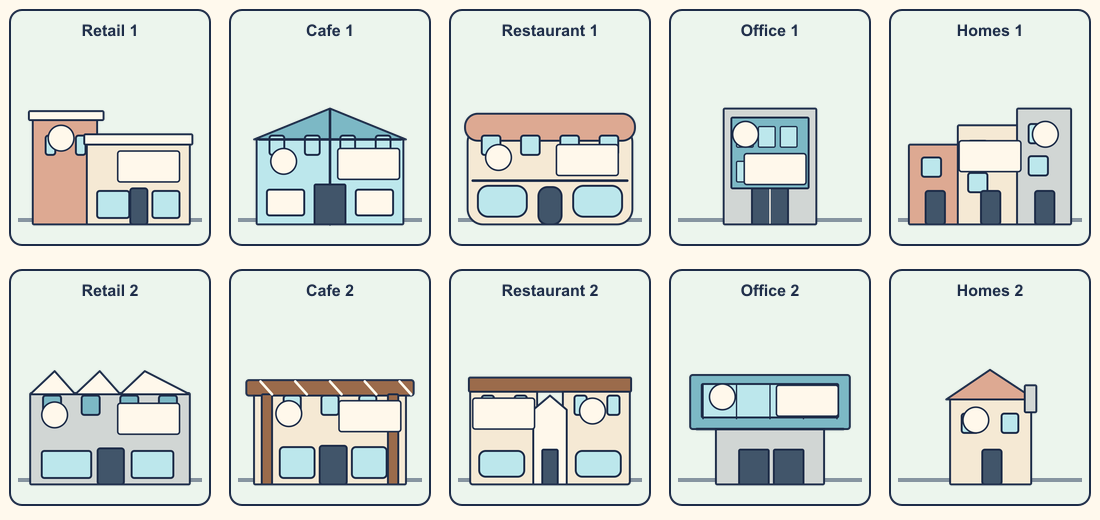 Retail 1
Cafe 1
Restaurant 1
Office 1
Homes 1
Retail 2
Cafe 2
Restaurant 2
Office 2
Homes 2